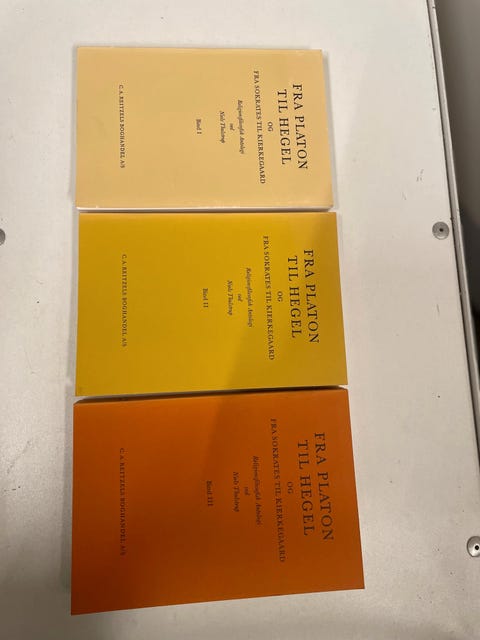 FRA PLATON
TIL HEGEL
OG
FRA SOKRATES TIL KIERKEGAARD
Religionsfilosofisk Antologi
ved
Niels Thulstrup
Bind I
C. A. REITZELS BOGHANDEL A/S
FRA PLATON
TIL HEGEL
OG
FRA SOKRATES TIL KIERKEGAARD
Religionsfilosofisk Antologi
ved
Niels Thulstrup
Bind II
C. A. REITZELS BOGHANDEL A/S
FRA PLATON
TIL HEGEL
OG
FRA SOKRATES TIL KIERKEGAARD
Religionsfilosofisk Antologi
ved
Niels Thulstrup
Bind III
C. A. REITZELS BOGHANDEL A/S